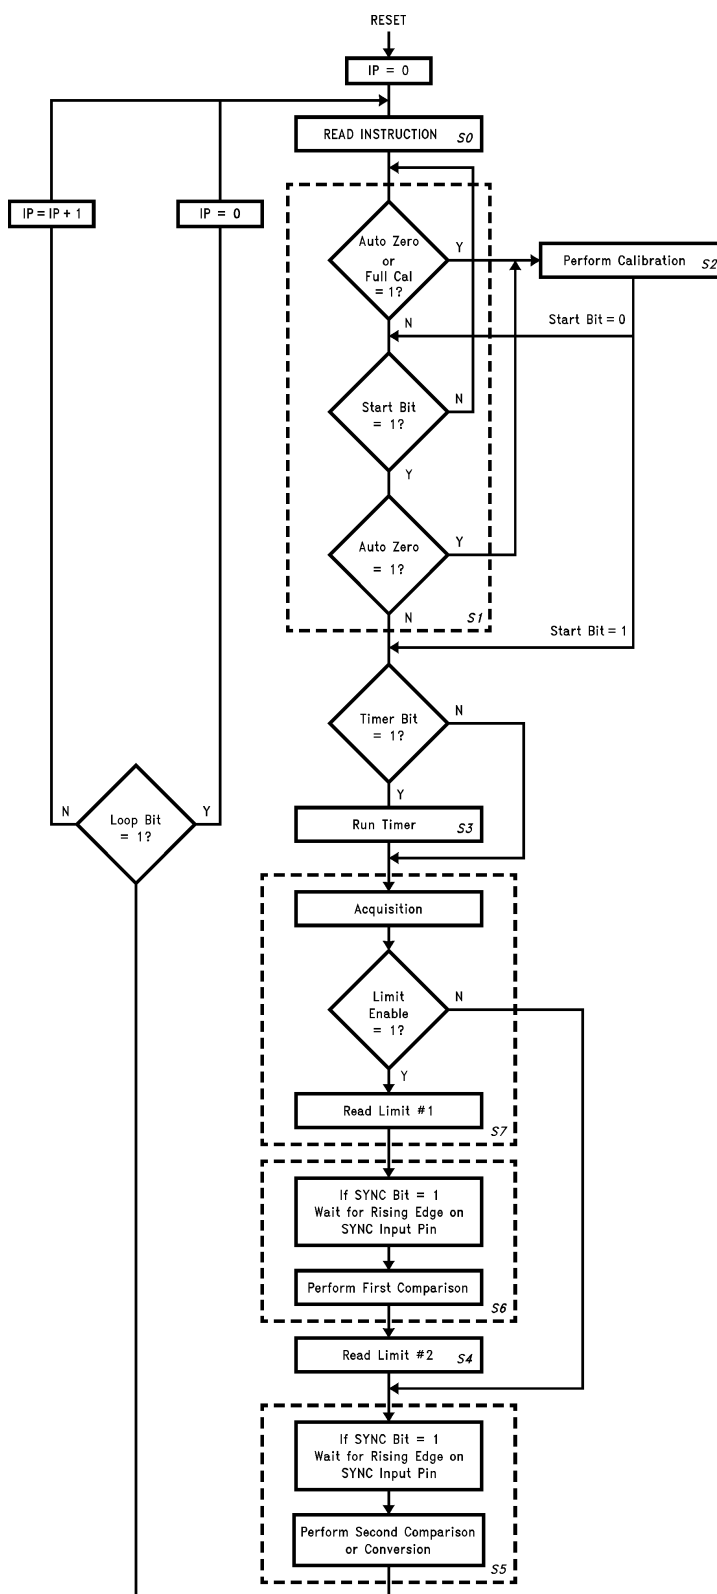 RESET
IP = 0
READ INSTRUCTION S0
IP = IP + 1
IP = 0
Auto Zero
or
Full Cal
= 1?
Y
N
Perform Calibration S2
Start Bit = 0
Start Bit
= 1?
N
Y
Auto Zero
= 1?
Y
N
S1
Start Bit = 1
Timer Bit
= 1?
N
Y
Loop Bit
= 1?
N
Y
Run Timer S3
Acquisition
Limit
Enable
= 1?
N
Y
Read Limit #1
S7
If SYNC Bit = 1
Wait for Rising Edge on
SYNC Input Pin
Perform First Comparison
S6
Read Limit #2 S4
If SYNC Bit = 1
Wait for Rising Edge on
SYNC Input Pin
Perform Second Comparison
or Conversion
S5